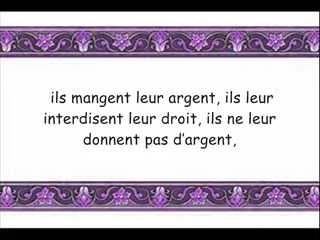 ils mangent leur argent, ils leur
interdisent leur droit, ils ne leur
donnent pas d'argent,